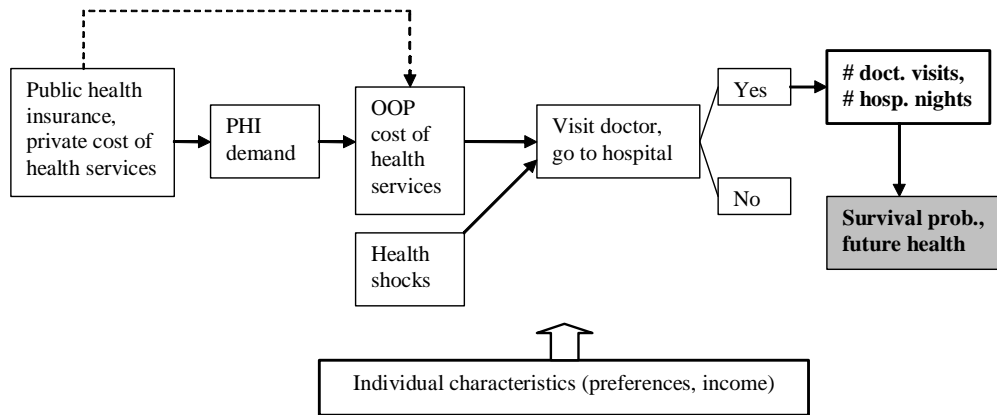 Public health
insurance,
private cost of
health services
PHI
demand
OOP
cost of
health
services
Health
shocks
Visit doctor,
go to hospital
Yes
No
# doct. visits,
# hosp. nights
Survival prob.,
future health
Individual characteristics (preferences, income)